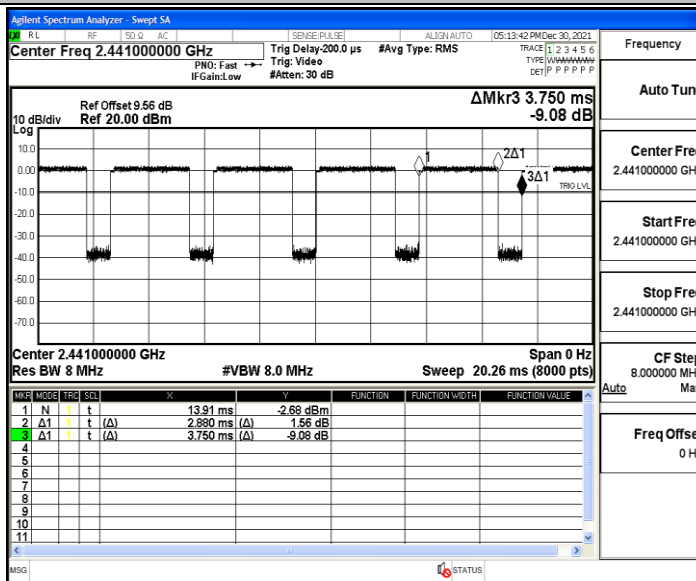 Agilent Spectrum Analyzer - Swept SA
LXI RL RF 50 Ω AC SENSE:PULSE ALIGN AUTO 05:13:42 PM Dec 30, 2021
Center Freq 2.441000000 GHz
PNO: Fast
IFGain:Low
Trig Delay-200.0 µs
Trig: Video
#Atten: 30 dB
#Avg Type: RMS
TRACE 1 2 3 4 5 6
TYPE WWWWWW
DET P P P P P P
Ref Offset 9.56 dB
10 dB/div Ref 20.00 dBm
Log
ΔMkr3 3.750 ms
-9.08 dB
10.0
0.00
-10.0
-20.0
-30.0
-40.0
-50.0
-60.0
-70.0
1
2Δ1
3Δ1
TRIG LVL
Center 2.441000000 GHz Span 0 Hz
Res BW 8 MHz #VBW 8.0 MHz Sweep 20.26 ms (8000 pts)
MKR MODE TRC SCL X Y FUNCTION FUNCTION WIDTH FUNCTION VALUE
1 N 1 t 13.91 ms -2.68 dBm
2 Δ1 1 t (Δ) 2.880 ms (Δ) 1.56 dB
3 Δ1 1 t (Δ) 3.750 ms (Δ) -9.08 dB
4
5
6
7
8
9
10
11
MSG STATUS
Frequency
Auto Tun
Center Fre
2.441000000 GH
Start Fre
2.441000000 GH
Stop Fre
2.441000000 GH
CF Step
8.000000 MH
Auto Ma
Freq Offse
0 H